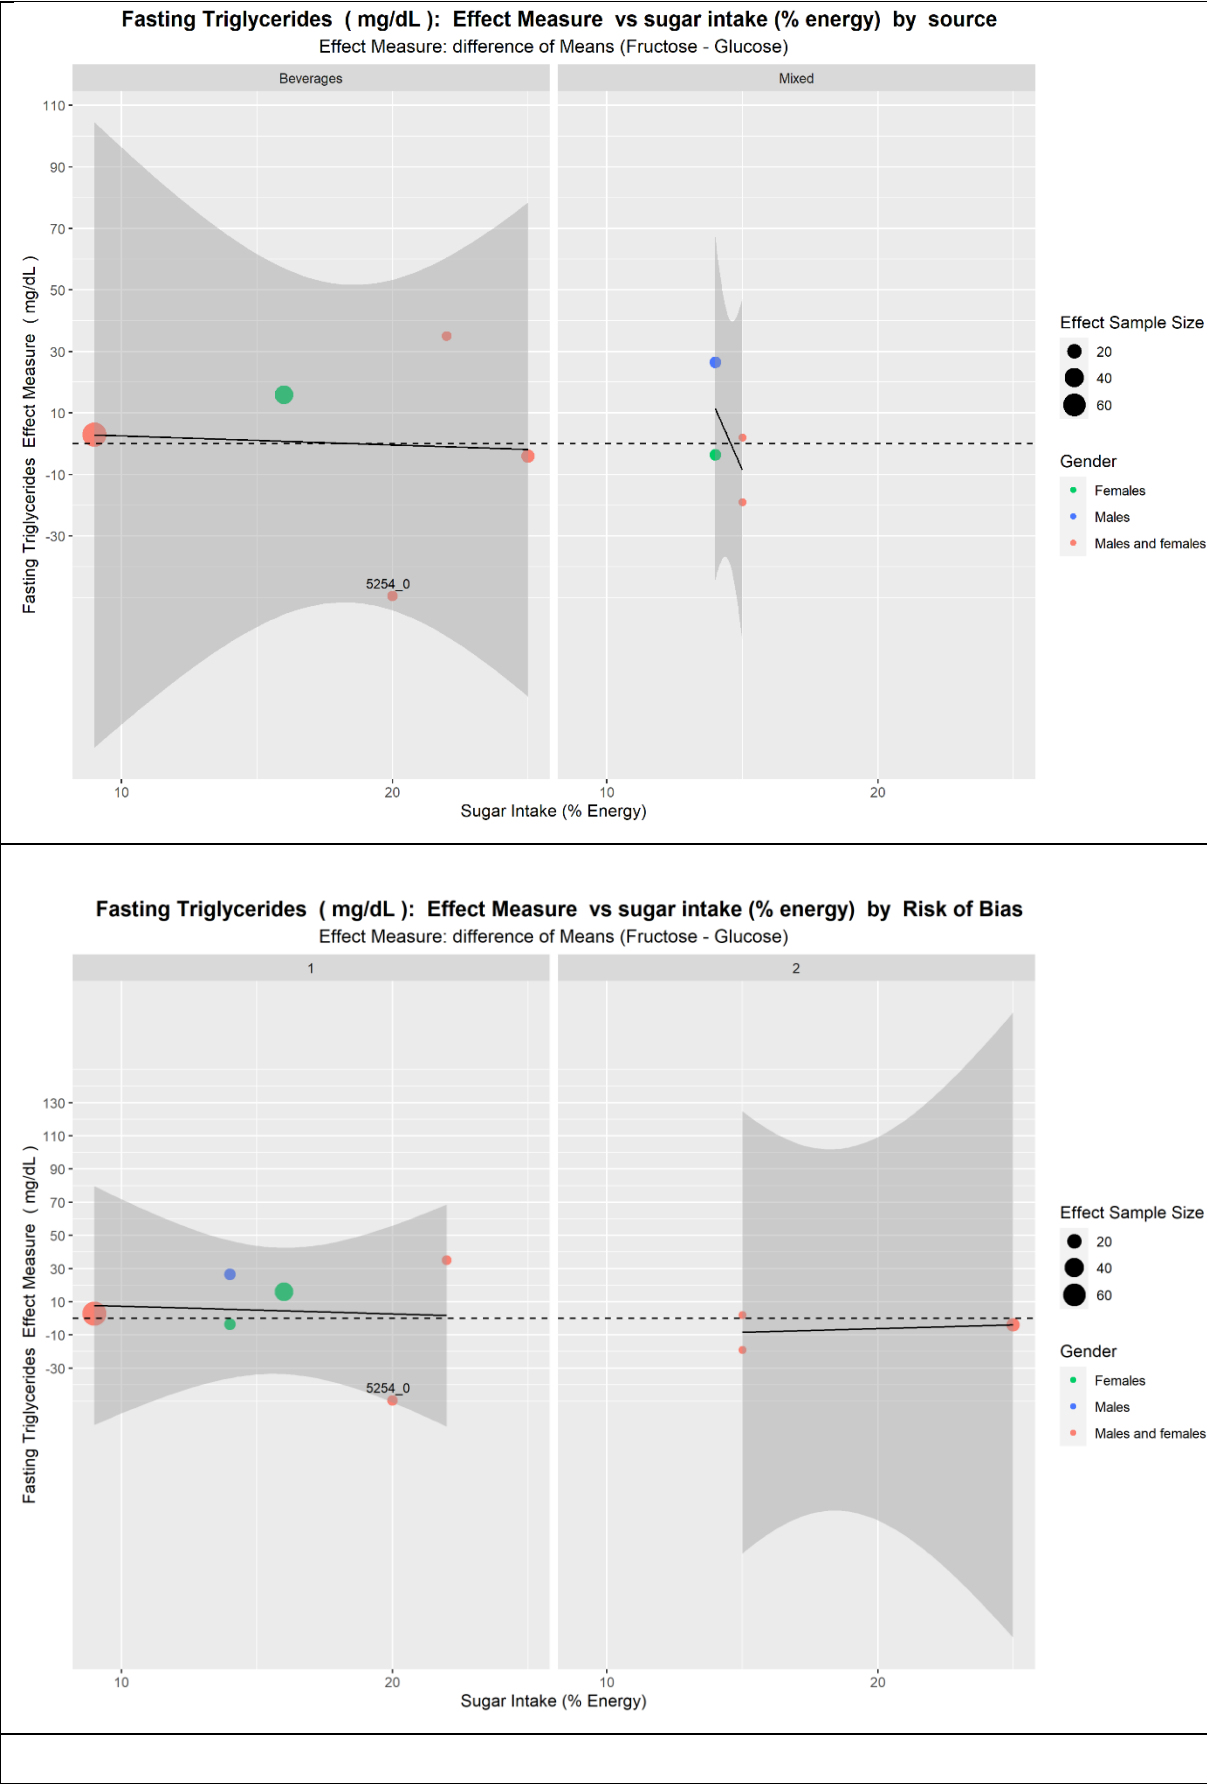 Fasting Triglycerides ( mg/dL ): Effect Measure vs sugar intake (% energy) by source
Effect Measure: difference of Means (Fructose - Glucose)
Beverages
Mixed
110
90
70
50
30
10
-10
-30
Fasting Triglycerides Effect Measure ( mg/dL )
5254_0
10
20
10
20
Sugar Intake (% Energy)
Effect Sample Size
20
40
60
Gender
Females
Males
Males and females
Fasting Triglycerides ( mg/dL ): Effect Measure vs sugar intake (% energy) by Risk of Bias
Effect Measure: difference of Means (Fructose - Glucose)
1
2
130
110
90
70
50
30
10
-10
-30
Fasting Triglycerides Effect Measure ( mg/dL )
5254_0
10
20
10
20
Sugar Intake (% Energy)
Effect Sample Size
20
40
60
Gender
Females
Males
Males and females